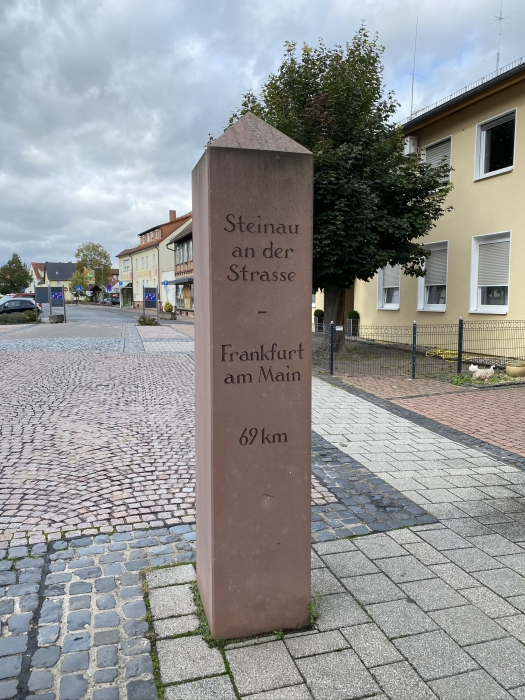 Steinau
an der
Strasse
-
Frankfurt
am Main
69 km